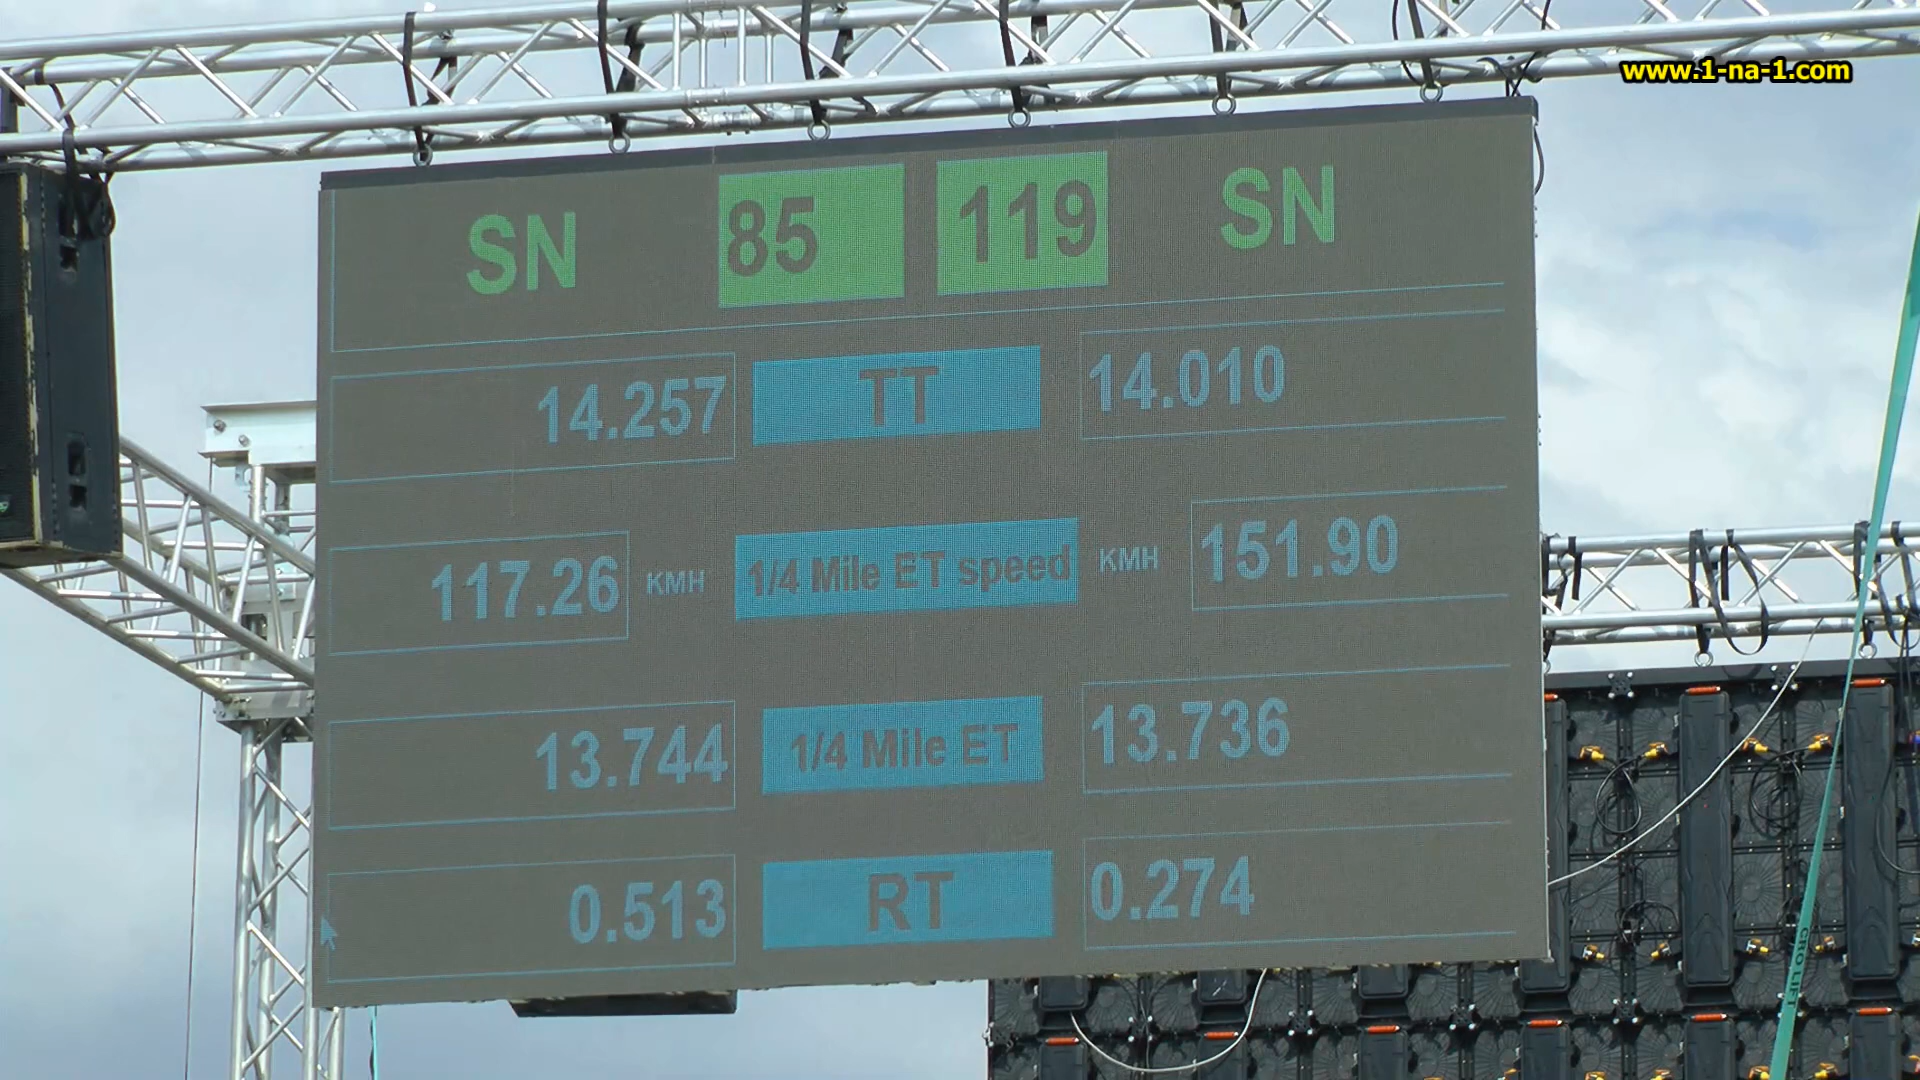 www.1-na-1.com
SN 85 119 SN
14.257 TT 14.010
117.26 KMH 1/4 Mile ET speed KMH 151.90
13.744 1/4 Mile ET 13.736
0.513 RT 0.274
CROLIFT